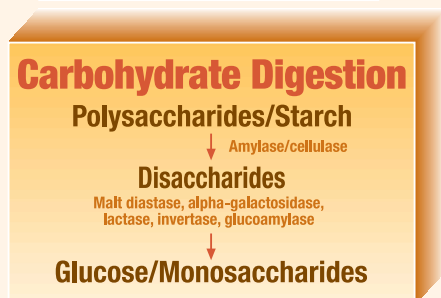 Carbohydrate Digestion
Polysaccharides/Starch
Amylase/cellulase
Disaccharides
Malt diastase, alpha-galactosidase,
lactase, invertase, glucoamylase
Glucose/Monosaccharides